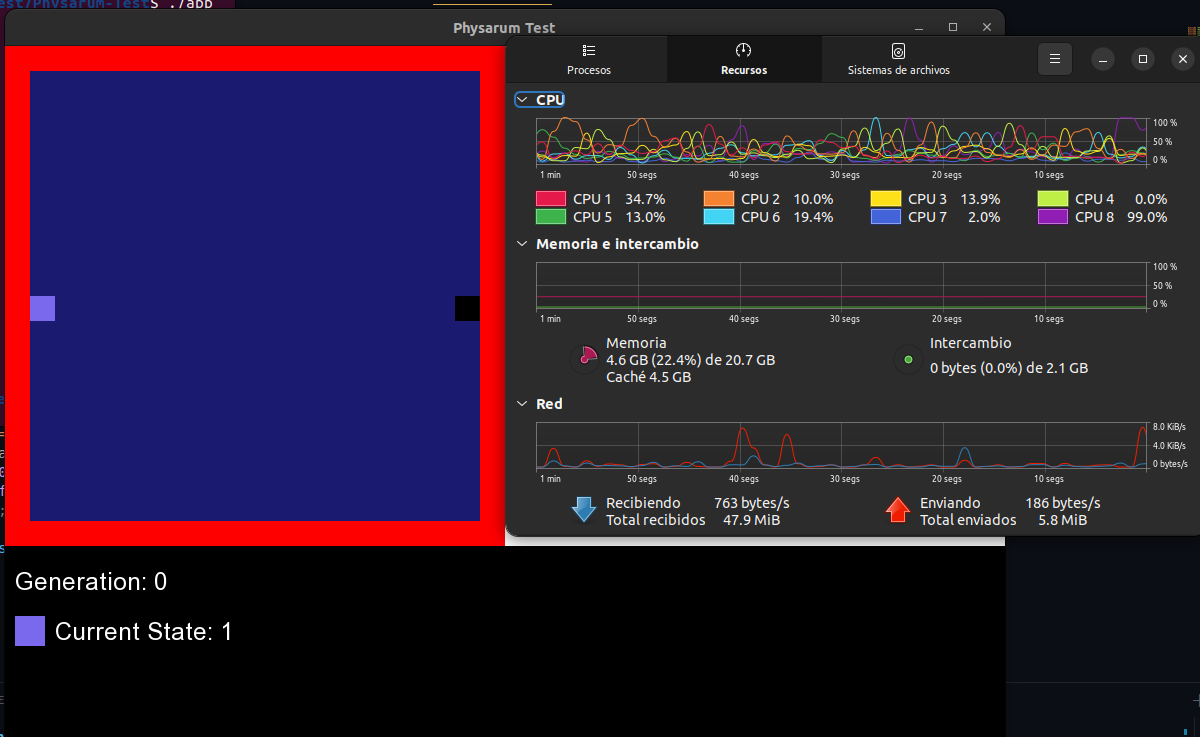 est/Physarum-Test$ ./app
Physarum Test
Procesos
Recursos
Sistemas de archivos
CPU
100 %
50 %
0 %
1 min 50 segs 40 segs 30 segs 20 segs 10 segs
CPU 1 34.7% CPU 2 10.0% CPU 3 13.9% CPU 4 0.0%
CPU 5 13.0% CPU 6 19.4% CPU 7 2.0% CPU 8 99.0%
Memoria e intercambio
100 %
50 %
0 %
1 min 50 segs 40 segs 30 segs 20 segs 10 segs
Memoria
4.6 GB (22.4%) de 20.7 GB
Caché 4.5 GB
Intercambio
0 bytes (0.0%) de 2.1 GB
Red
8.0 KiB/s
4.0 KiB/s
0 bytes/s
1 min 50 segs 40 segs 30 segs 20 segs 10 segs
Recibiendo 763 bytes/s
Total recibidos 47.9 MiB
Enviando 186 bytes/s
Total enviados 5.8 MiB
Generation: 0
Current State: 1